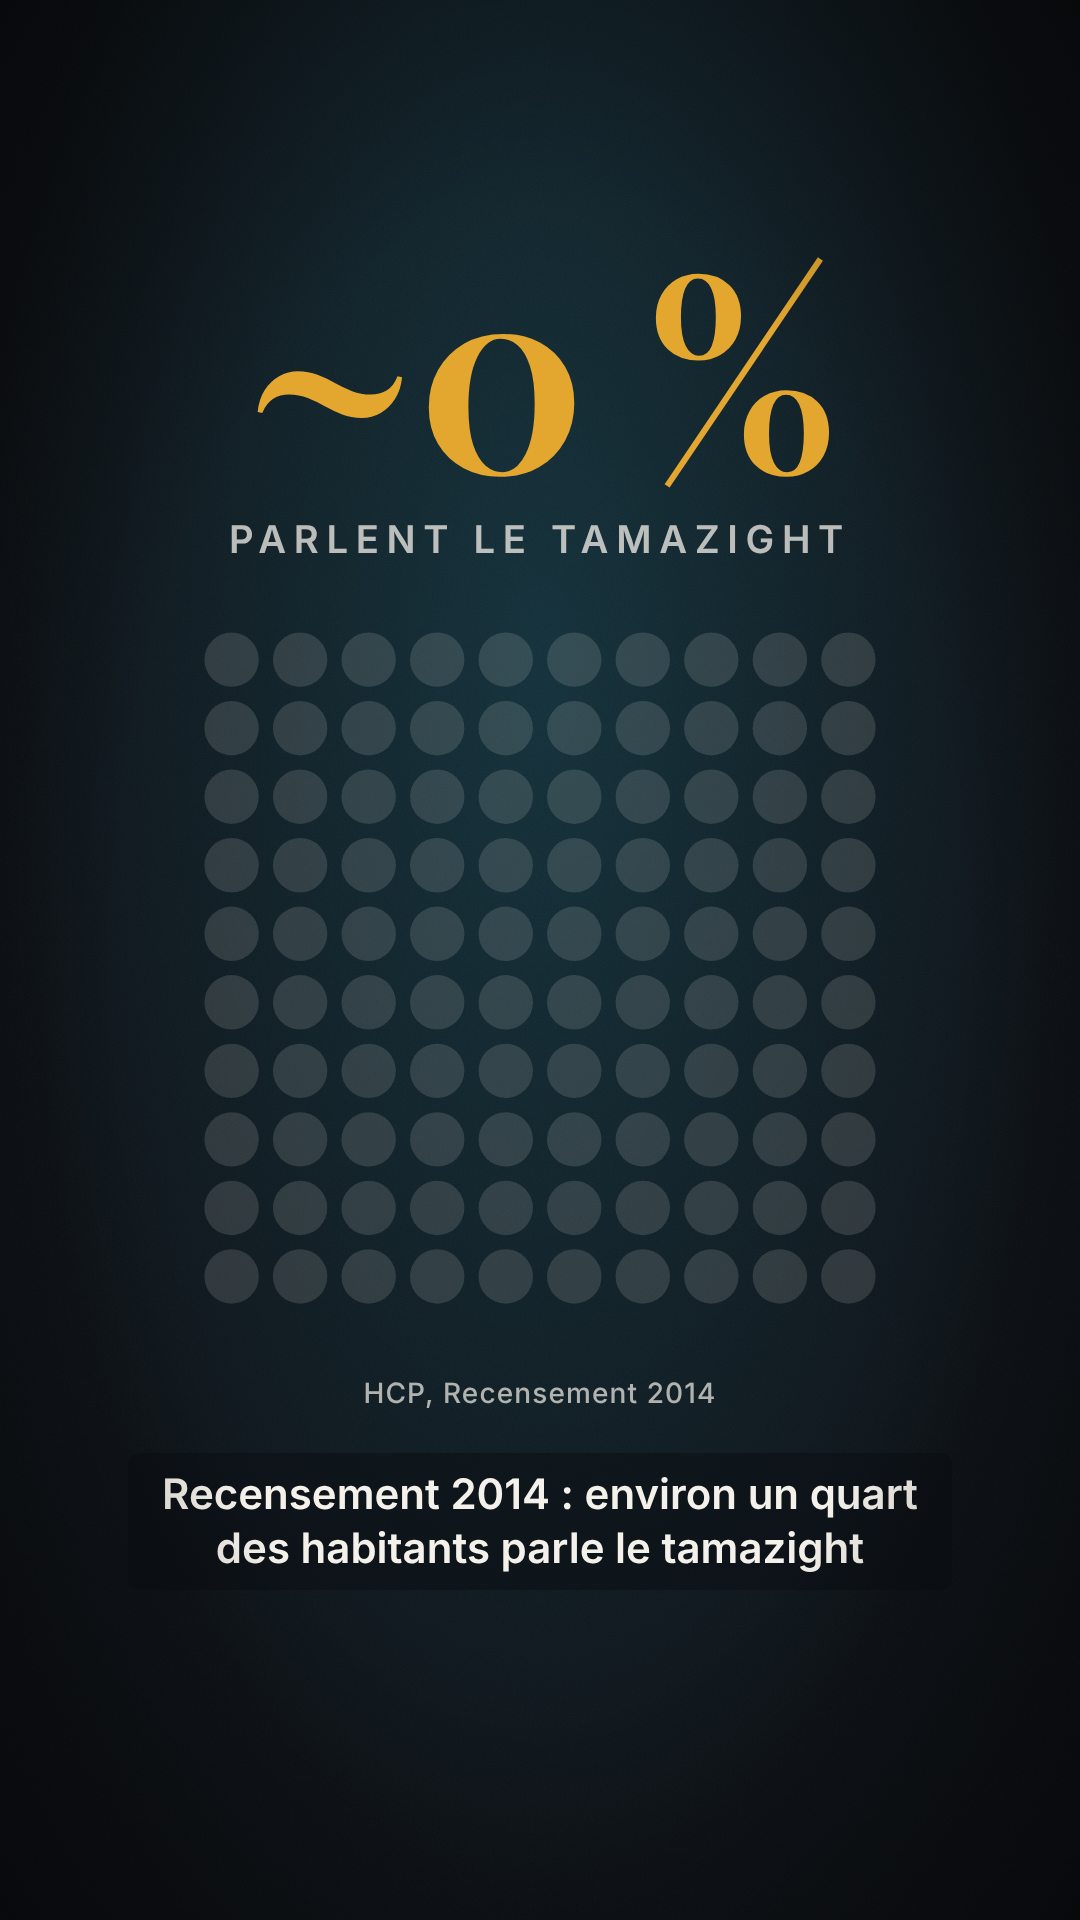 ~0 %
PARLENT LE TAMAZIGHT
HCP, Recensement 2014
Recensement 2014 : environ un quart
des habitants parle le tamazight